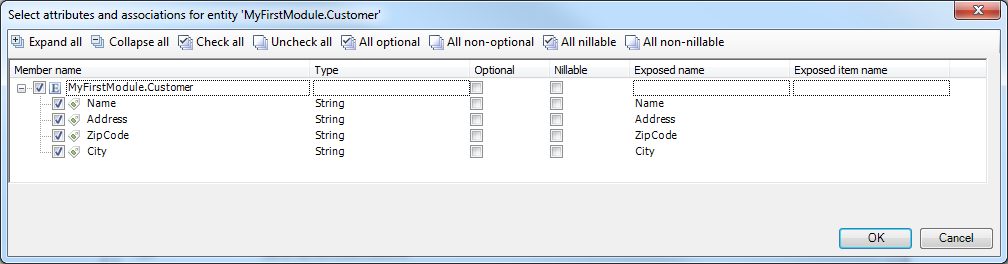 Select attributes and associations for entity 'MyFirstModule.Customer'
Expand all Collapse all Check all Uncheck all All optional All non-optional All nillable All non-nillable
Member name Type Optional Nillable Exposed name Exposed item name
E MyFirstModule.Customer
Name String Name
Address String Address
ZipCode String ZipCode
City String City
OK Cancel